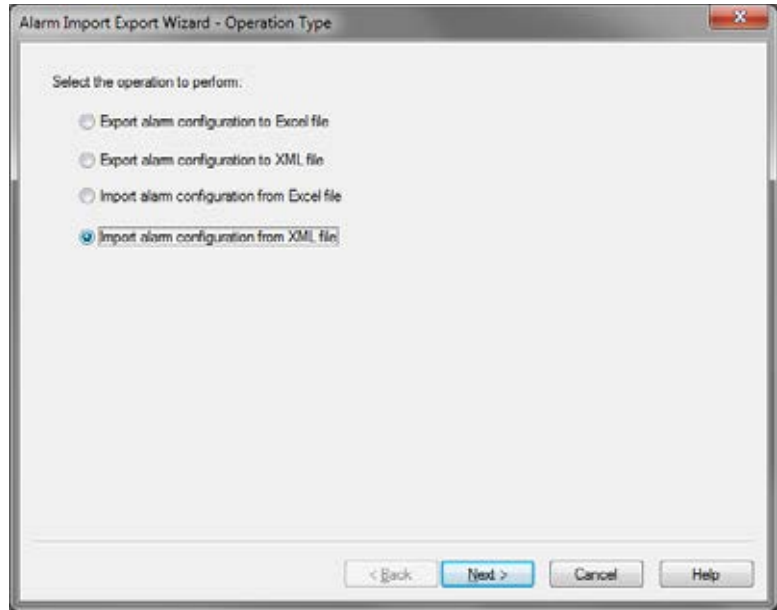 Alarm Import Export Wizard - Operation Type
Select the operation to perform:
Export alarm configuration to Excel file
Export alarm configuration to XML file
Import alarm configuration from Excel file
Import alarm configuration from XML file
< Back Next > Cancel Help